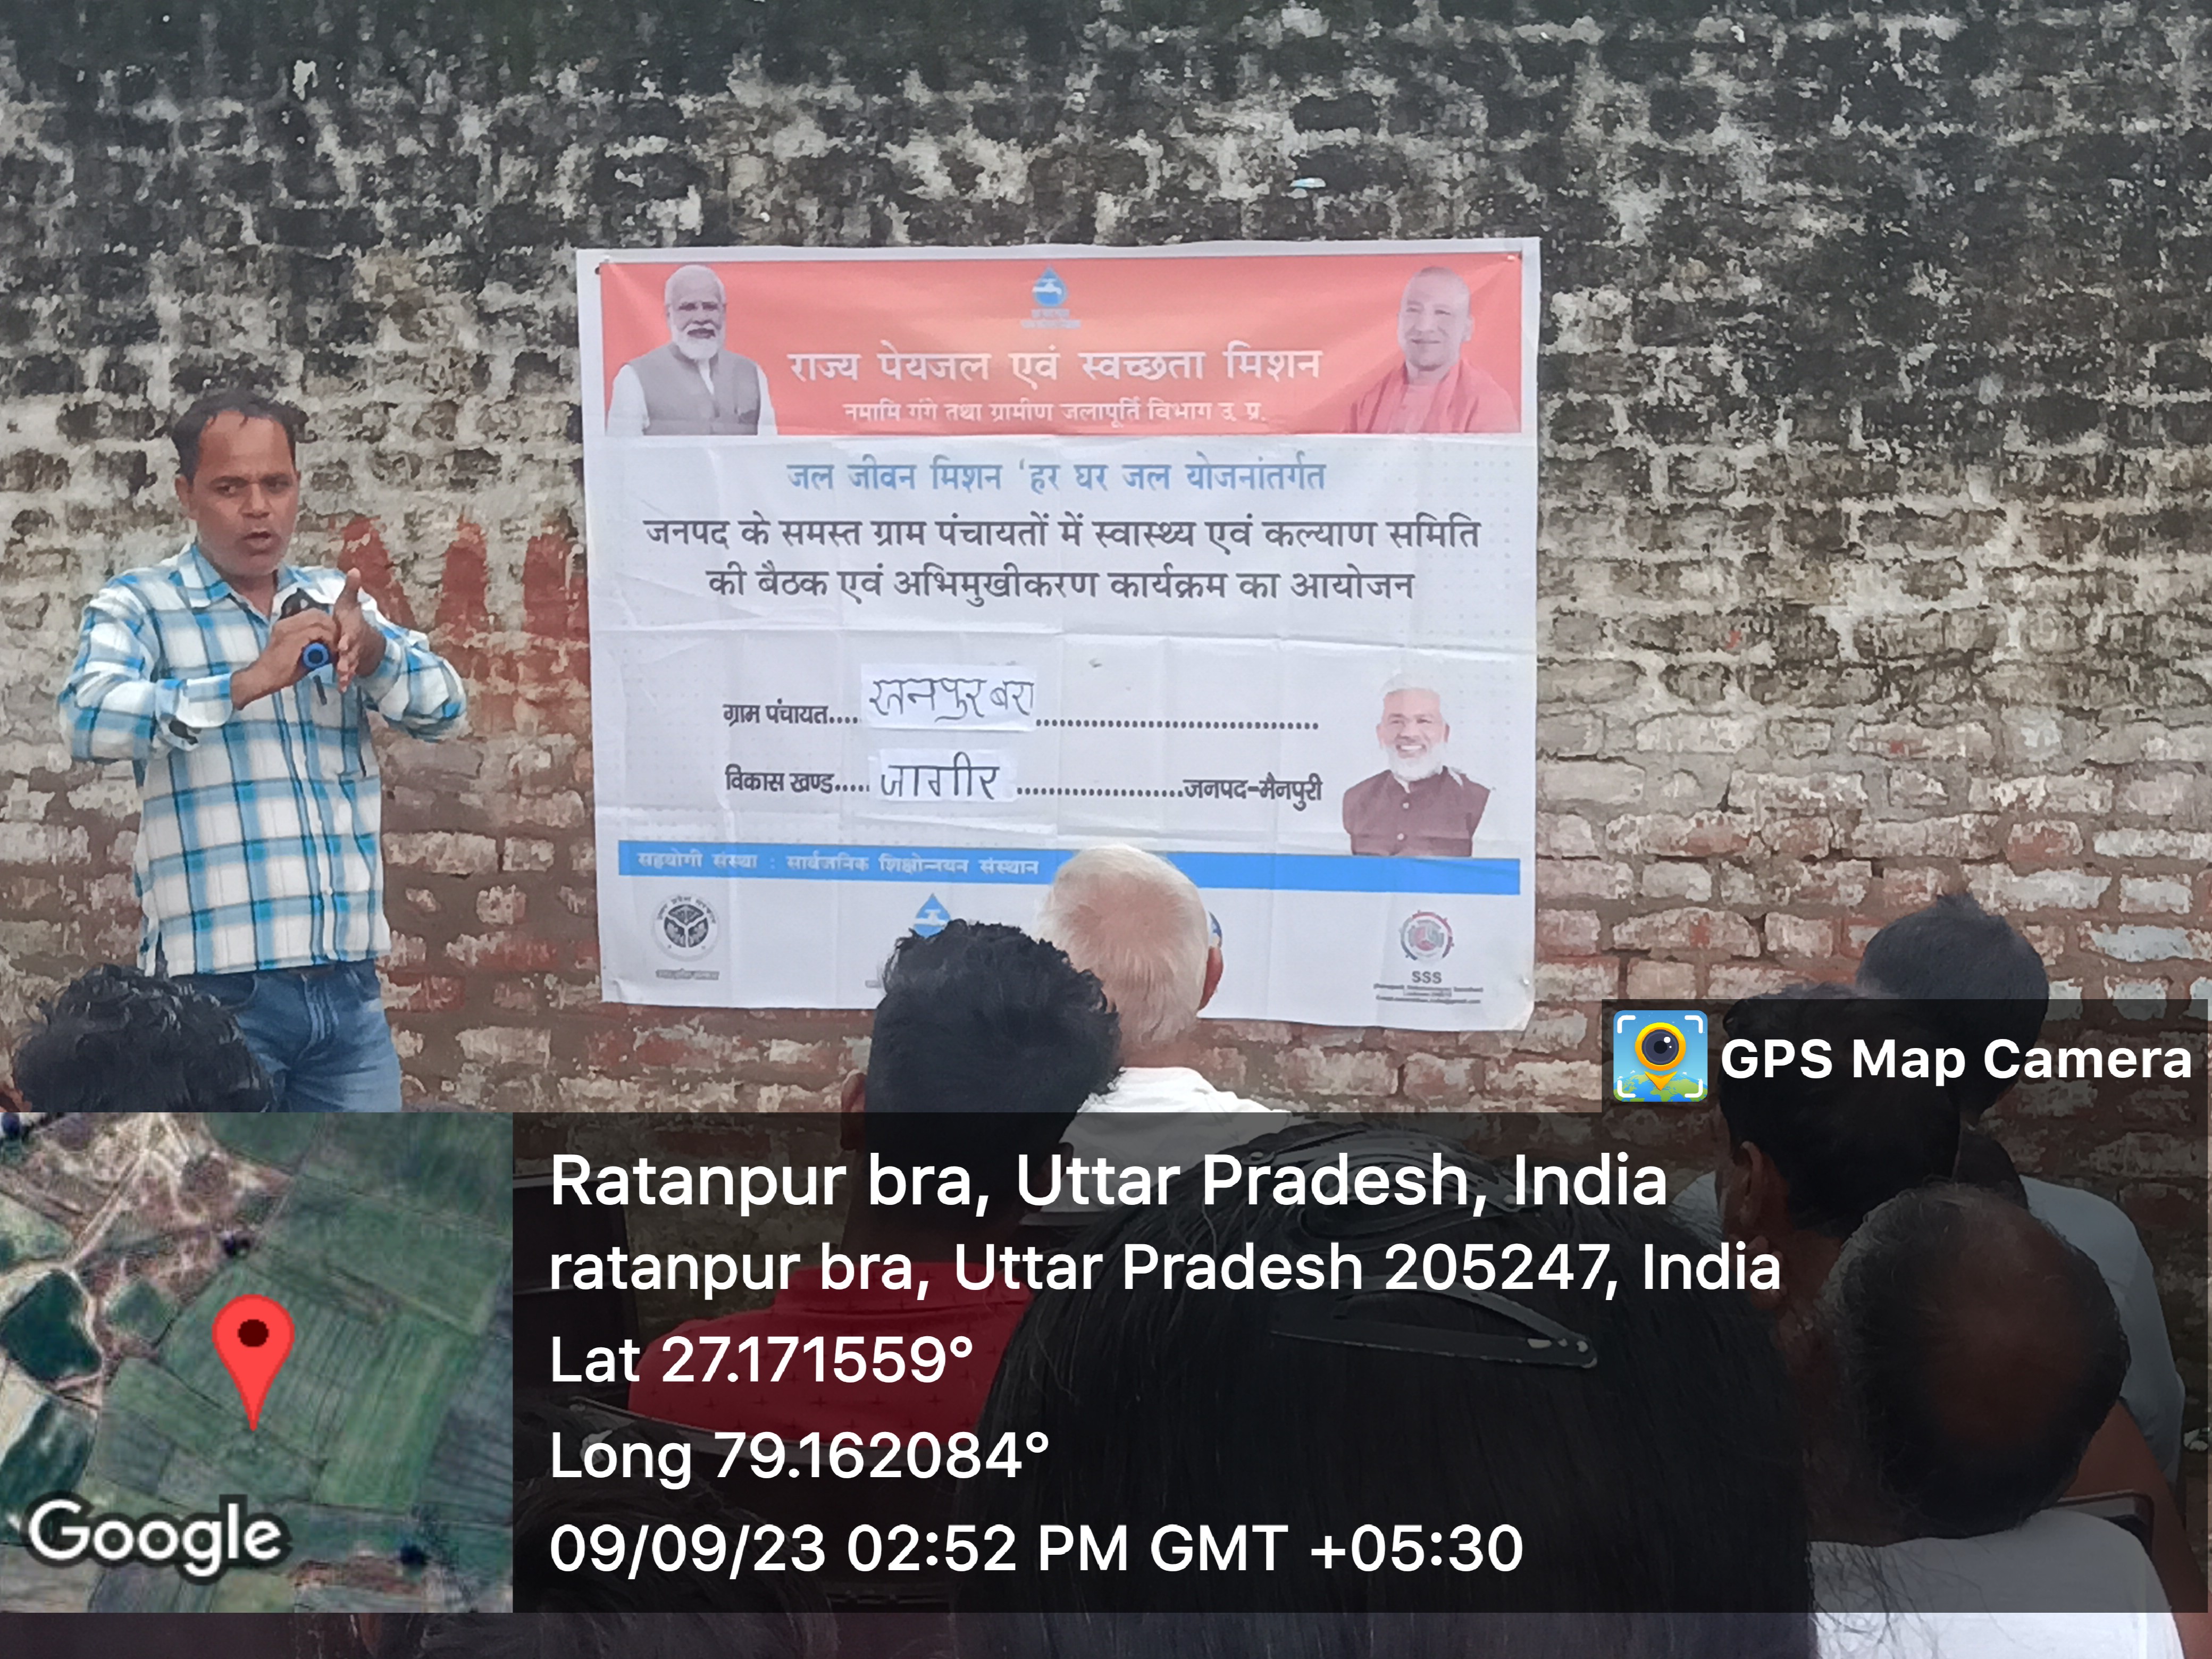 राज्य पेयजल एवं स्वच्छता मिशन
नमामि गंगे तथा ग्रामीण जलापूर्ति विभाग उ. प्र.
जल जीवन मिशन 'हर घर जल योजनांतर्गत
जनपद के समस्त ग्राम पंचायतों में स्वास्थ्य एवं कल्याण समिति
की बैठक एवं अभिमुखीकरण कार्यक्रम का आयोजन
ग्राम पंचायत.... रतनपुर बरा
विकास खण्ड..... जागीर ......................जनपद-मैनपुरी
सहयोगी संस्था : सार्वजनिक शिक्षोन्नयन संस्थान
SSS
GPS Map Camera
Ratanpur bra, Uttar Pradesh, India
ratanpur bra, Uttar Pradesh 205247, India
Lat 27.171559°
Long 79.162084°
09/09/23 02:52 PM GMT +05:30
Google